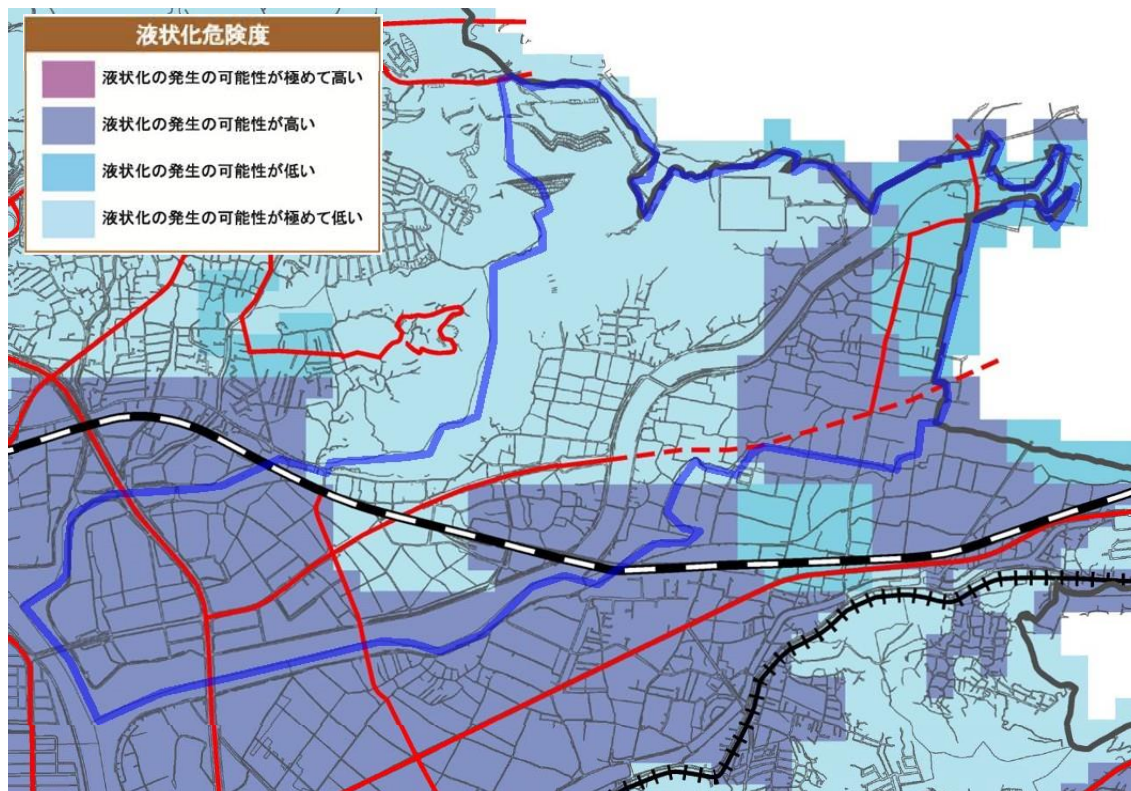 液状化危険度
液状化の発生の可能性が極めて高い
液状化の発生の可能性が高い
液状化の発生の可能性が低い
液状化の発生の可能性が極めて低い